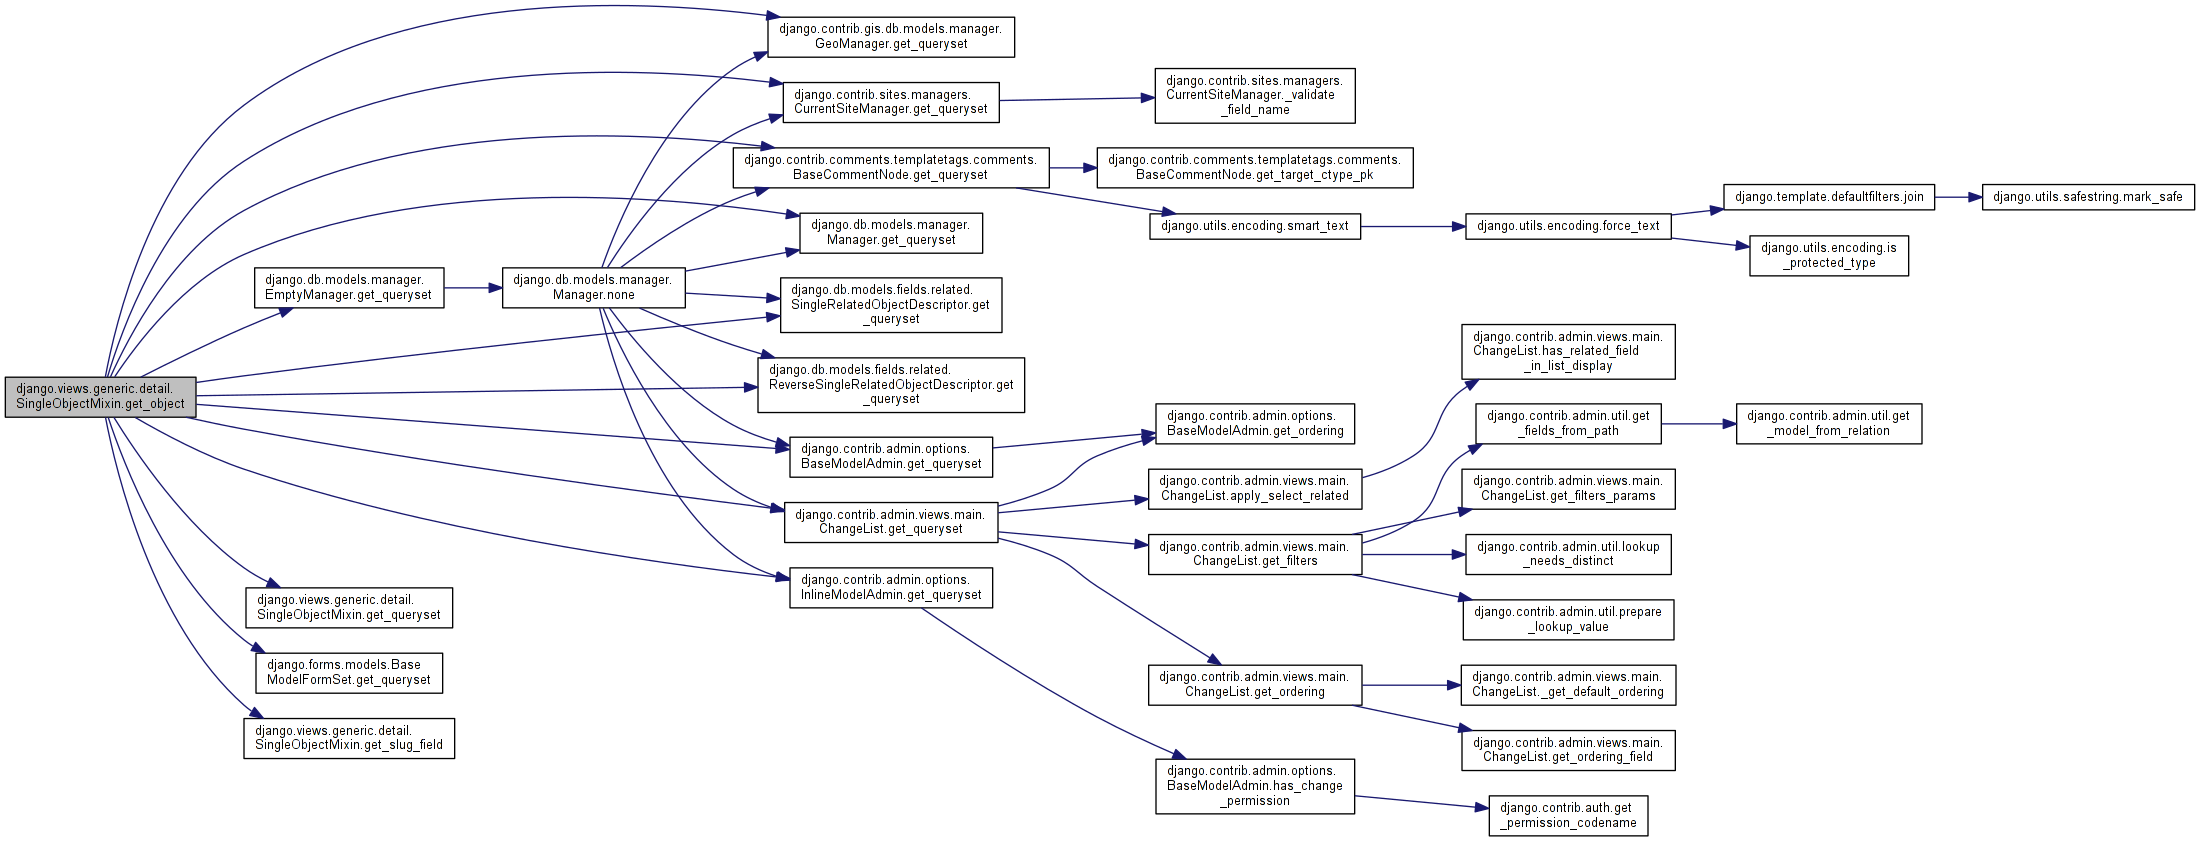 django.views.generic.detail.
SingleObjectMixin.get_object
django.db.models.manager.
EmptyManager.get_queryset
django.views.generic.detail.
SingleObjectMixin.get_queryset
django.forms.models.Base
ModelFormSet.get_queryset
django.views.generic.detail.
SingleObjectMixin.get_slug_field
django.db.models.manager.
Manager.none
django.contrib.gis.db.models.manager.
GeoManager.get_queryset
django.contrib.sites.managers.
CurrentSiteManager.get_queryset
django.contrib.comments.templatetags.comments.
BaseCommentNode.get_queryset
django.db.models.manager.
Manager.get_queryset
django.db.models.fields.related.
SingleRelatedObjectDescriptor.get
_queryset
django.db.models.fields.related.
ReverseSingleRelatedObjectDescriptor.get
_queryset
django.contrib.admin.options.
BaseModelAdmin.get_queryset
django.contrib.admin.views.main.
ChangeList.get_queryset
django.contrib.admin.options.
InlineModelAdmin.get_queryset
django.contrib.sites.managers.
CurrentSiteManager._validate
_field_name
django.contrib.comments.templatetags.comments.
BaseCommentNode.get_target_ctype_pk
django.utils.encoding.smart_text
django.contrib.admin.options.
BaseModelAdmin.get_ordering
django.contrib.admin.views.main.
ChangeList.apply_select_related
django.contrib.admin.views.main.
ChangeList.get_filters
django.contrib.admin.views.main.
ChangeList.get_ordering
django.contrib.admin.options.
BaseModelAdmin.has_change
_permission
django.utils.encoding.force_text
django.contrib.admin.views.main.
ChangeList.has_related_field
_in_list_display
django.contrib.admin.util.get
_fields_from_path
django.contrib.admin.views.main.
ChangeList.get_filters_params
django.contrib.admin.util.lookup
_needs_distinct
django.contrib.admin.util.prepare
_lookup_value
django.contrib.admin.views.main.
ChangeList._get_default_ordering
django.contrib.admin.views.main.
ChangeList.get_ordering_field
django.contrib.auth.get
_permission_codename
django.template.defaultfilters.join
django.utils.encoding.is
_protected_type
django.contrib.admin.util.get
_model_from_relation
django.utils.safestring.mark_safe